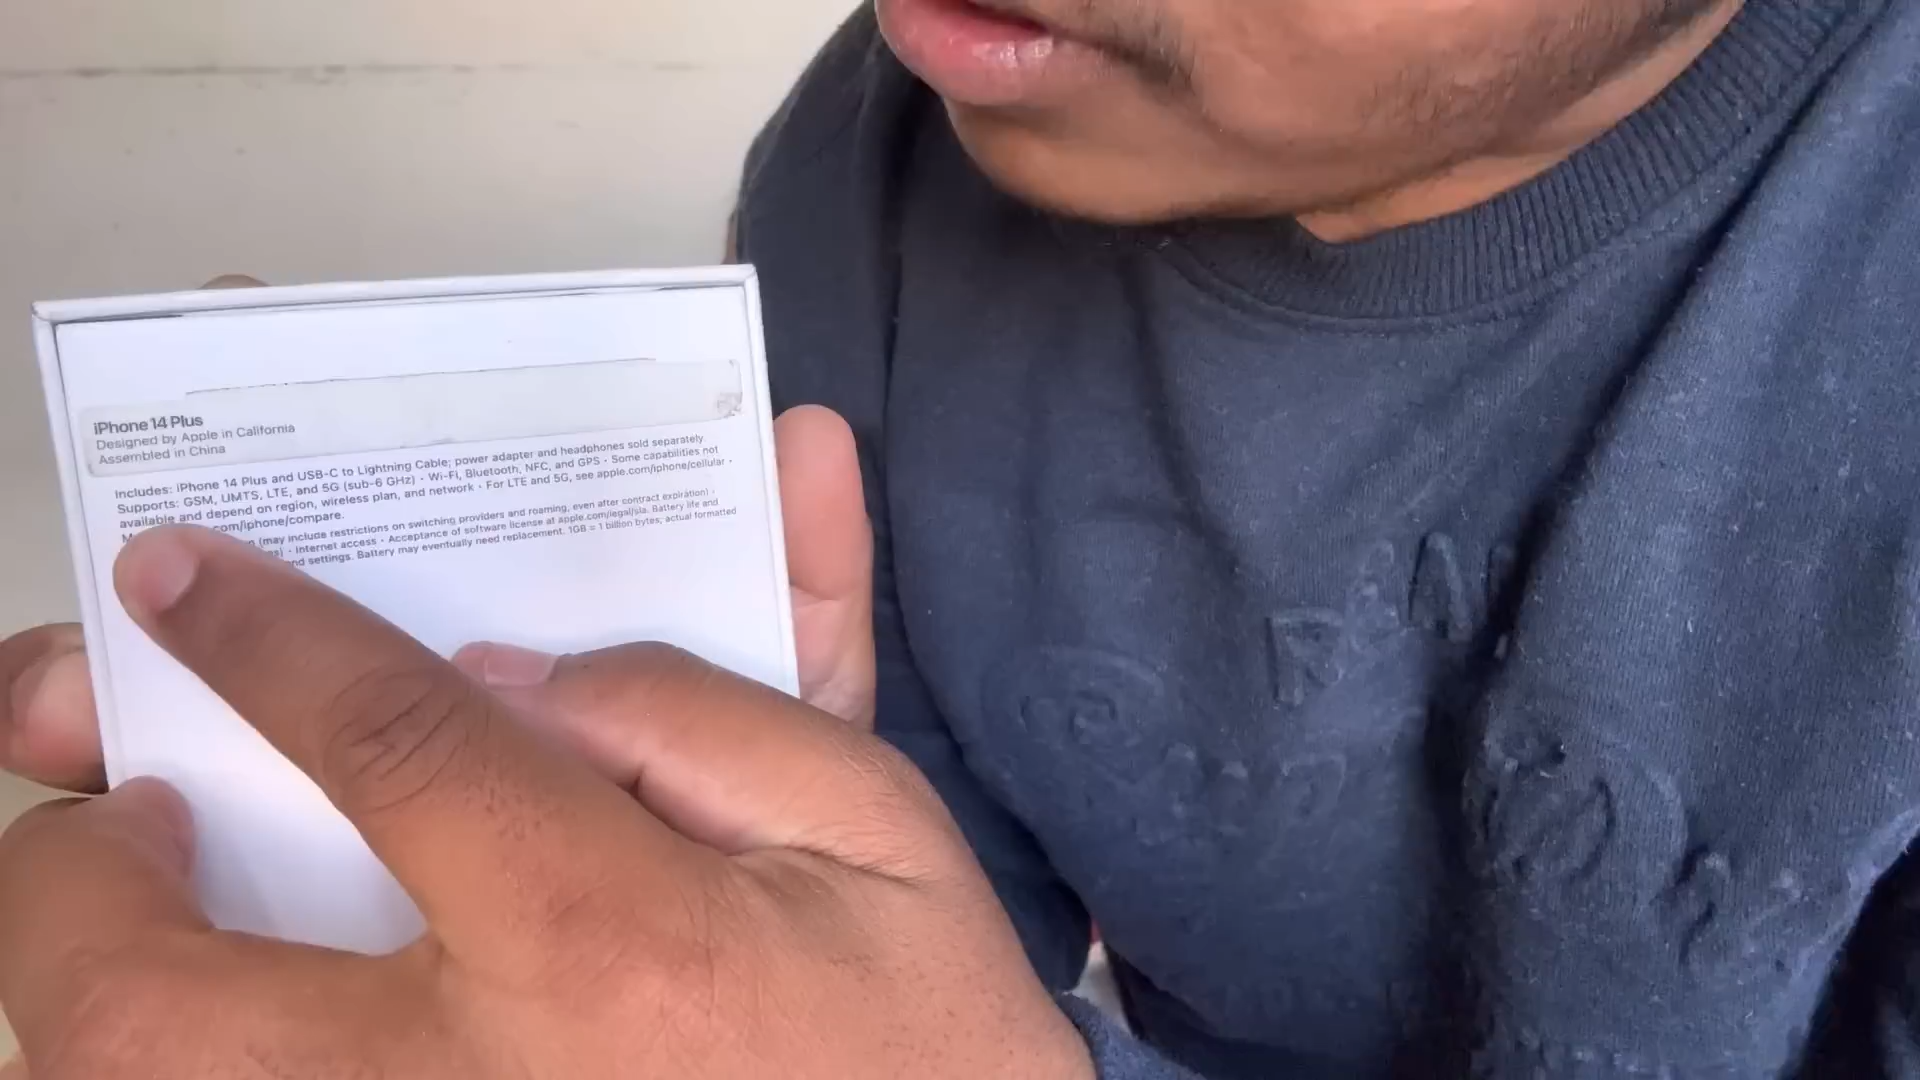 iPhone 14 Plus
Designed by Apple in California
Assembled in China
Includes: iPhone 14 Plus and USB-C to Lightning Cable; power adapter and headphones sold separately.
Supports: GSM, UMTS, LTE, and 5G (sub-6 GHz) • Wi-Fi, Bluetooth, NFC, and GPS • Some capabilities not
available and depend on region, wireless plan, and network • For LTE and 5G, see apple.com/iphone/cellular •
com/iphone/compare.
(may include restrictions on switching providers and roaming, even after contract expiration) •
• Internet access • Acceptance of software license at apple.com/legal/sla. Battery life and
and settings. Battery may eventually need replacement. 1GB = 1 billion bytes; actual formatted